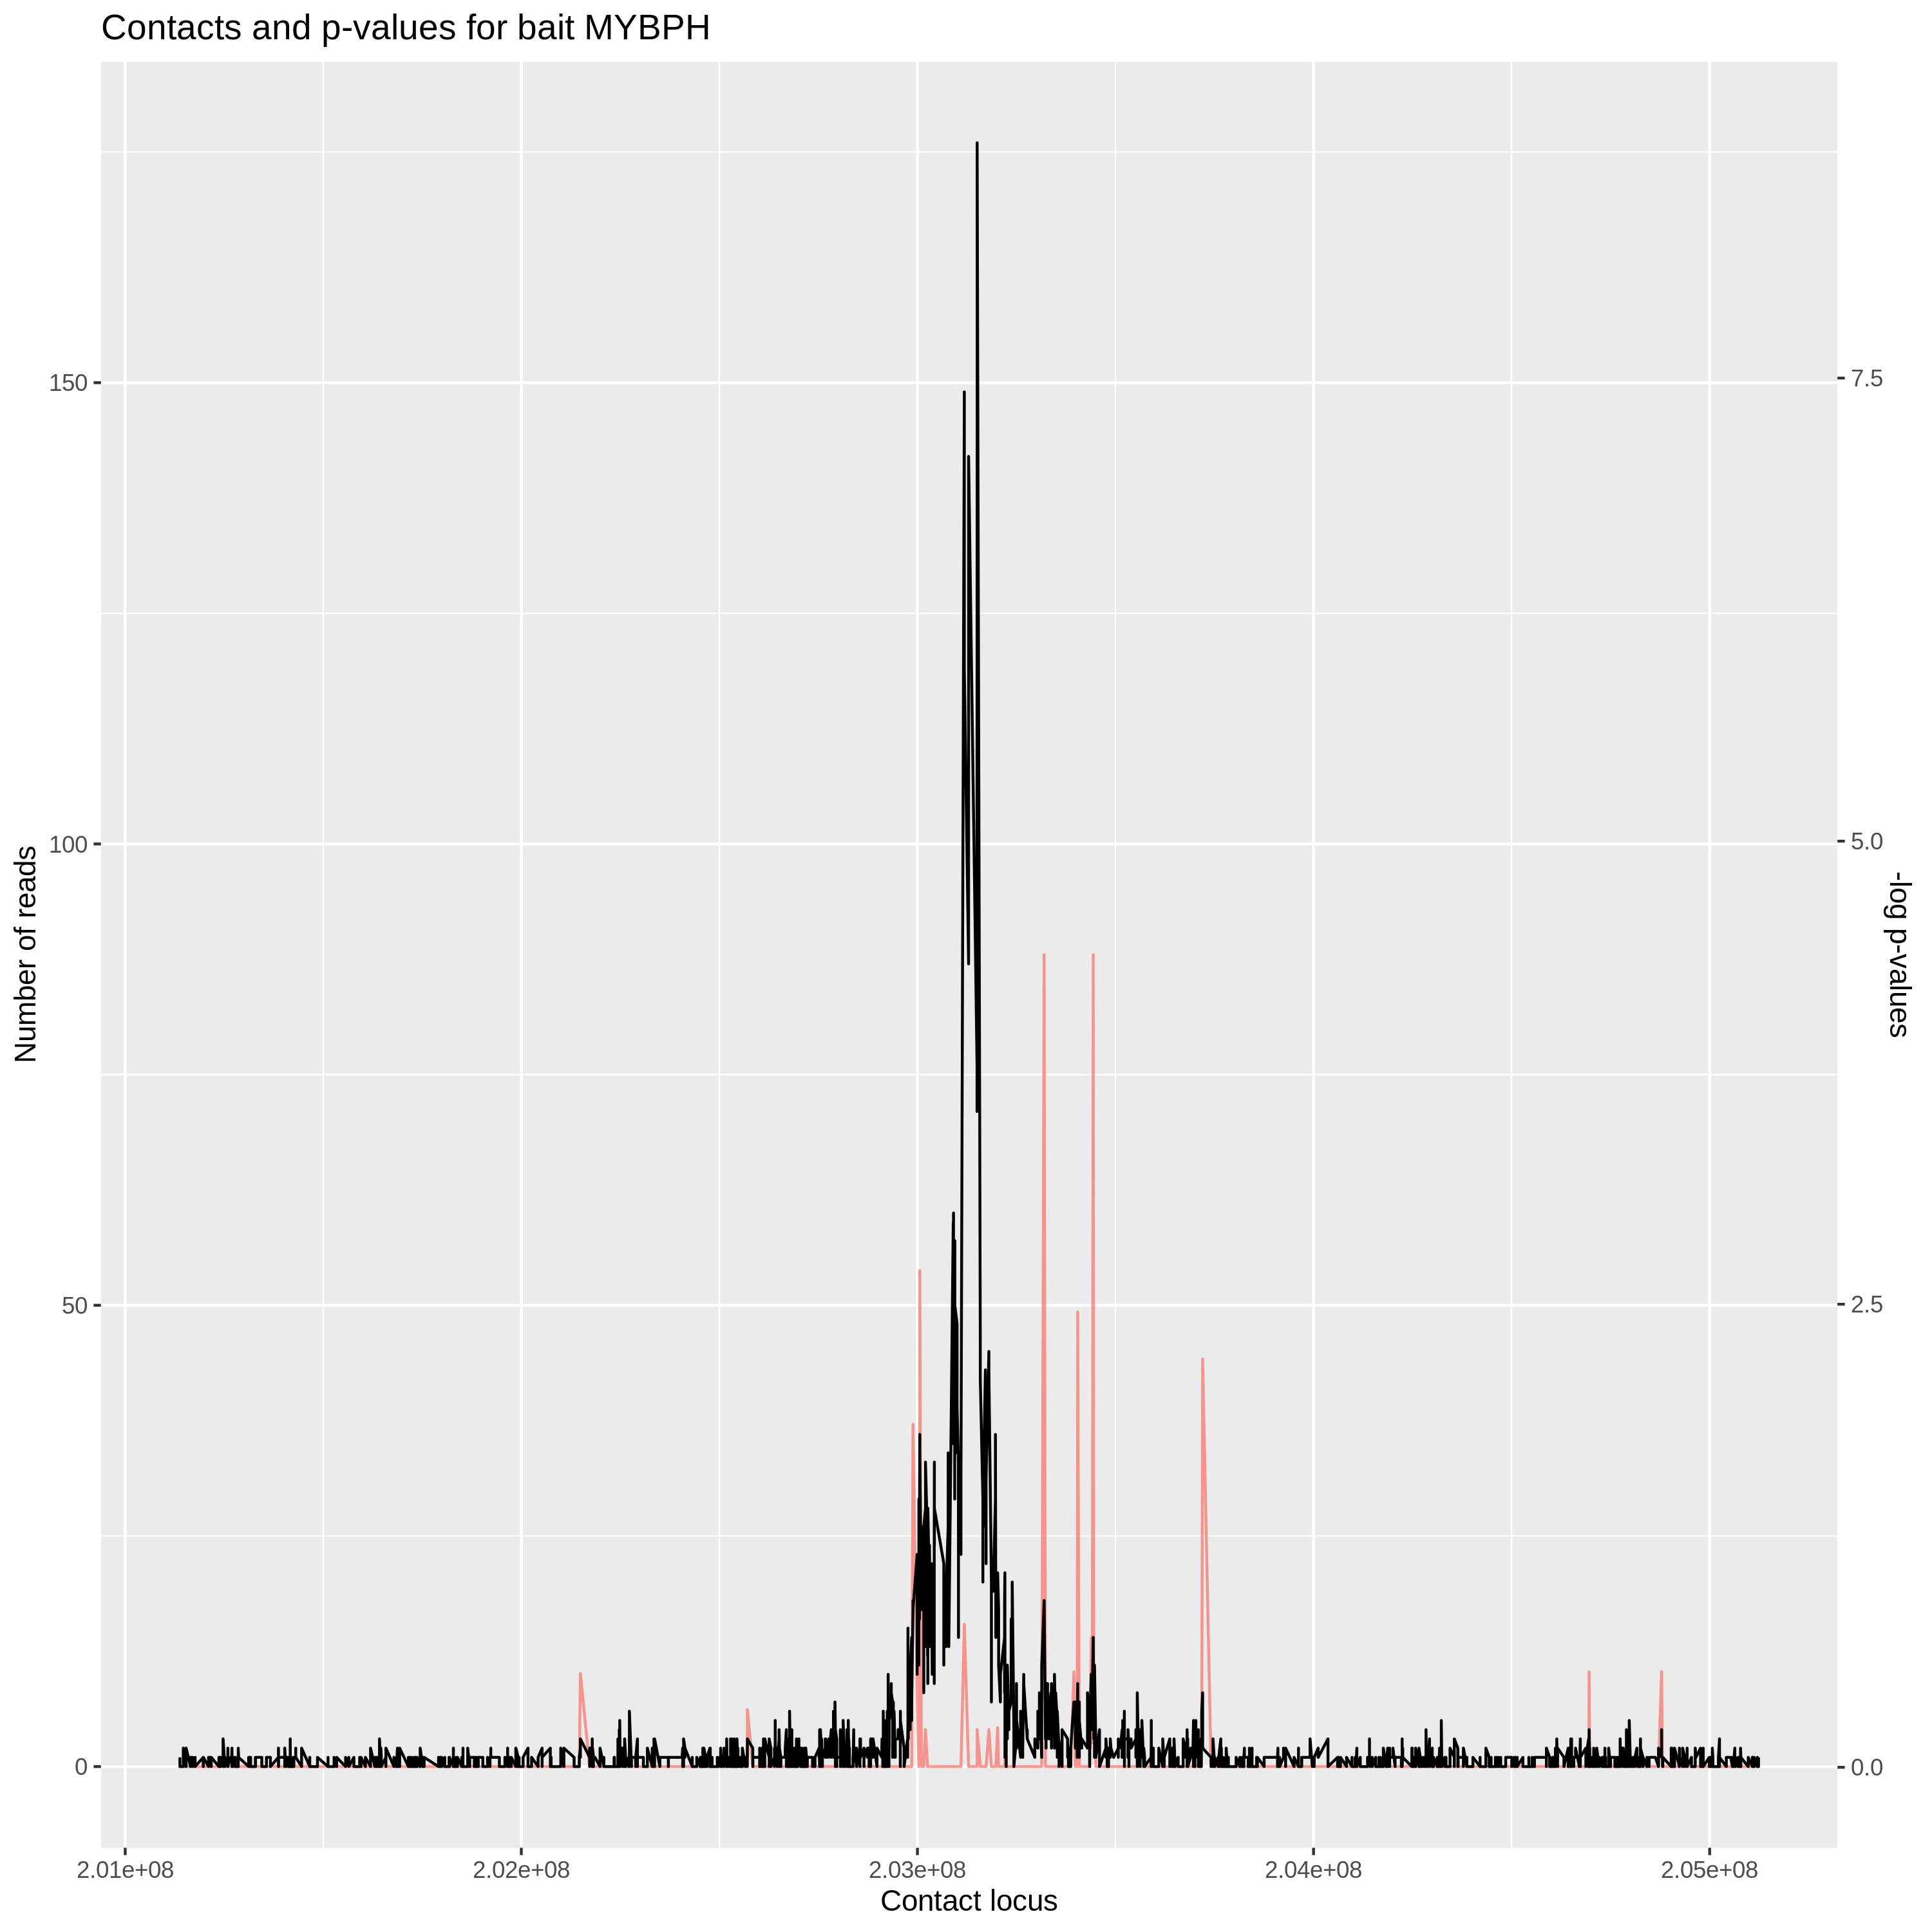 Contacts and p-values for bait MYBPH
150
100
50
0
Number of reads
7.5
5.0
2.5
0.0
-log p-values
2.01e+08 2.02e+08 2.03e+08 2.04e+08 2.05e+08
Contact locus